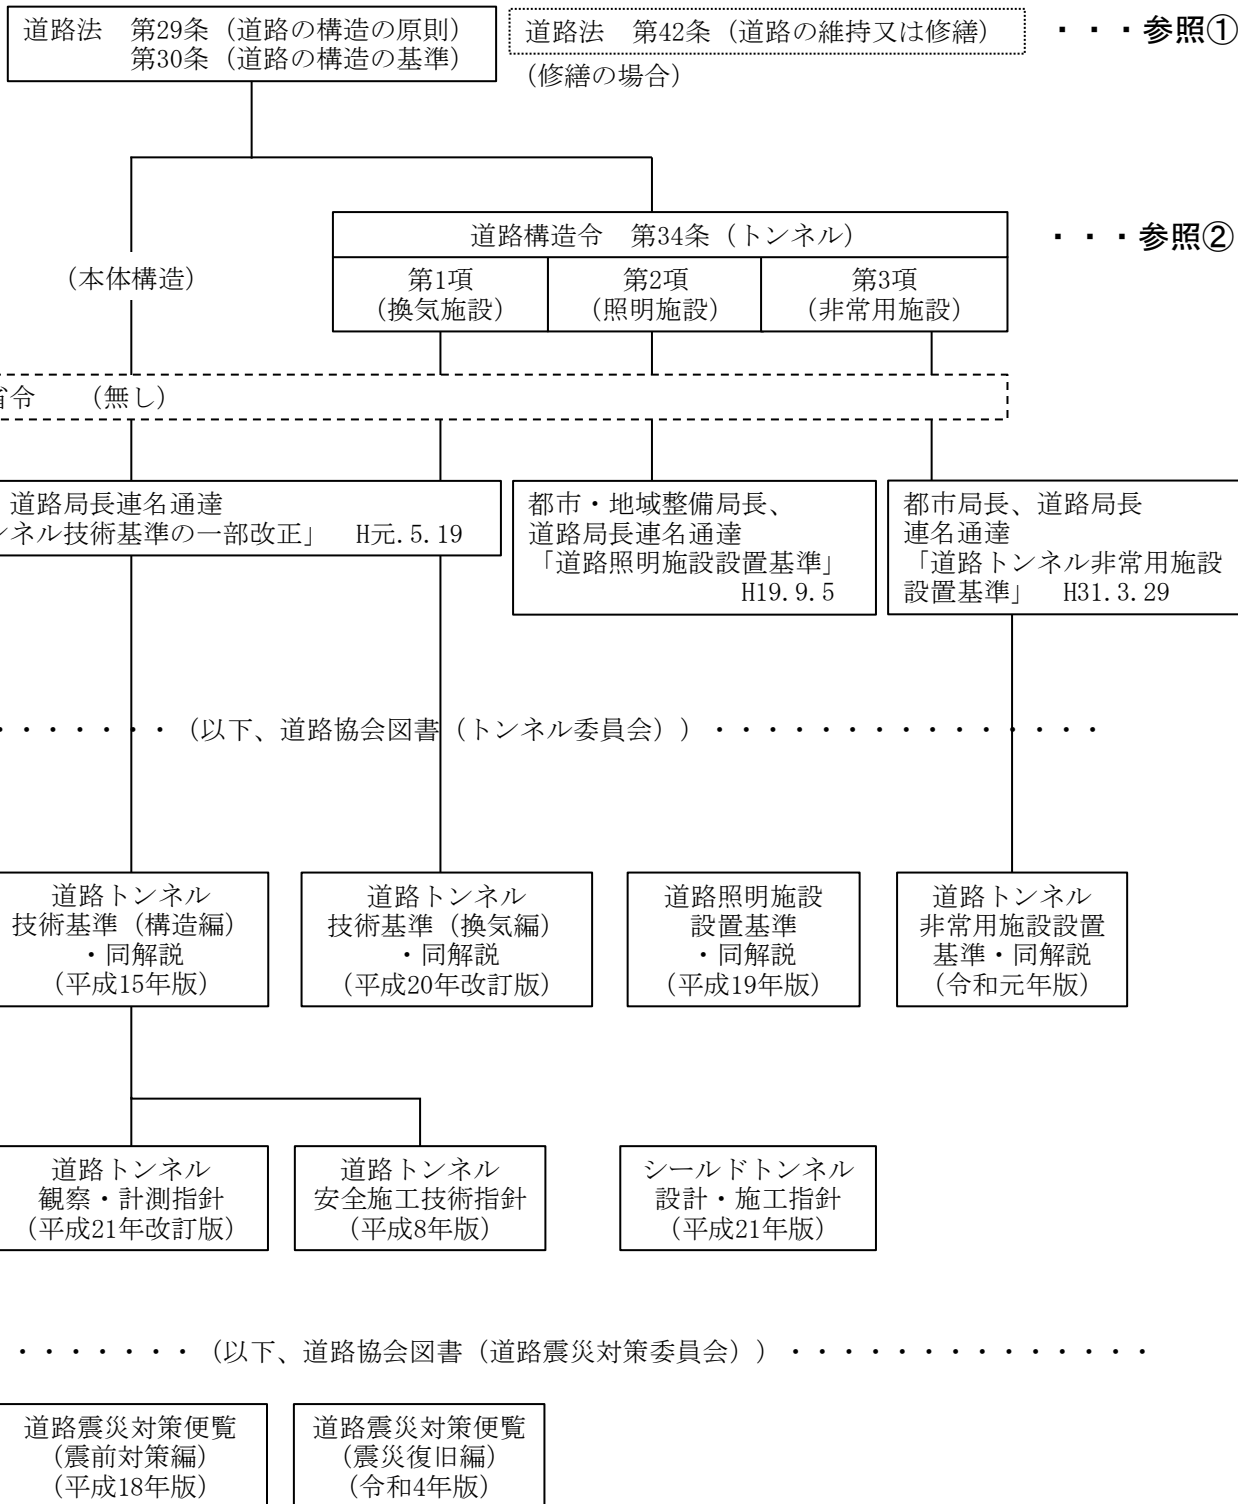 道路法　第29条（道路の構造の原則）
第30条（道路の構造の基準）
道路法　第42条（道路の維持又は修繕）
（修繕の場合）
・・・参照①
道路構造令　第34条（トンネル）
・・・参照②
（本体構造）
第1項
（換気施設）
第2項
（照明施設）
第3項
（非常用施設）
省令　　（無し）
道路局長連名通達
ンネル技術基準の一部改正」　H元.5.19
都市・地域整備局長、
道路局長連名通達
「道路照明施設設置基準」
H19.9.5
都市局長、道路局長
連名通達
「道路トンネル非常用施設
設置基準」　H31.3.29
・・・・・・・（以下、道路協会図書（トンネル委員会））・・・・・・・・・・・・・・・
道路トンネル
技術基準（構造編）
・同解説
（平成15年版）
道路トンネル
技術基準（換気編）
・同解説
（平成20年改訂版）
道路照明施設
設置基準
・同解説
（平成19年版）
道路トンネル
非常用施設設置
基準・同解説
（令和元年版）
道路トンネル
観察・計測指針
（平成21年改訂版）
道路トンネル
安全施工技術指針
（平成8年版）
シールドトンネル
設計・施工指針
（平成21年版）
・・・・・・・（以下、道路協会図書（道路震災対策委員会））・・・・・・・・・・・・・・
道路震災対策便覧
（震前対策編）
（平成18年版）
道路震災対策便覧
（震災復旧編）
（令和4年版）